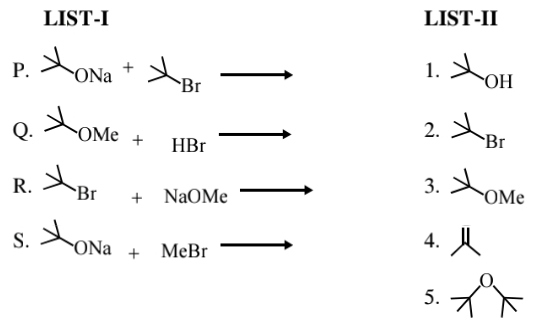 LIST-I LIST-II
P. ONa + Br 1. OH
Q. OMe + HBr 2. Br
R. Br + NaOMe 3. OMe
S. ONa + MeBr 4.
5. O